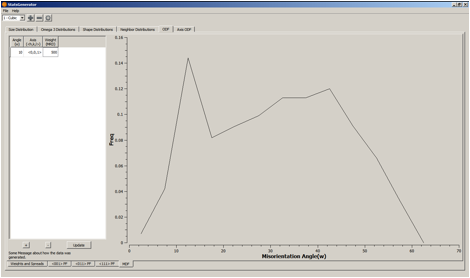 StatsGenerator
File Help
1 - Cubic
Size Distribution Omega 3 Distributions Shape Distributions Neighbor Distributions ODF Axis ODF
Angle (w) Axis (<h,k,l>) Weight (MRD)
<0,0,1> 500
0.16
0.14
0.12
0.1
0.08
0.06
0.04
0.02
0
Freq
0 10 20 30 40 50 60 70
Misorientation Angle(w)
+ - Update
Some Message about how the data was
generated.
Weights and Spreads <001> PF <011> PF <111> PF MDF